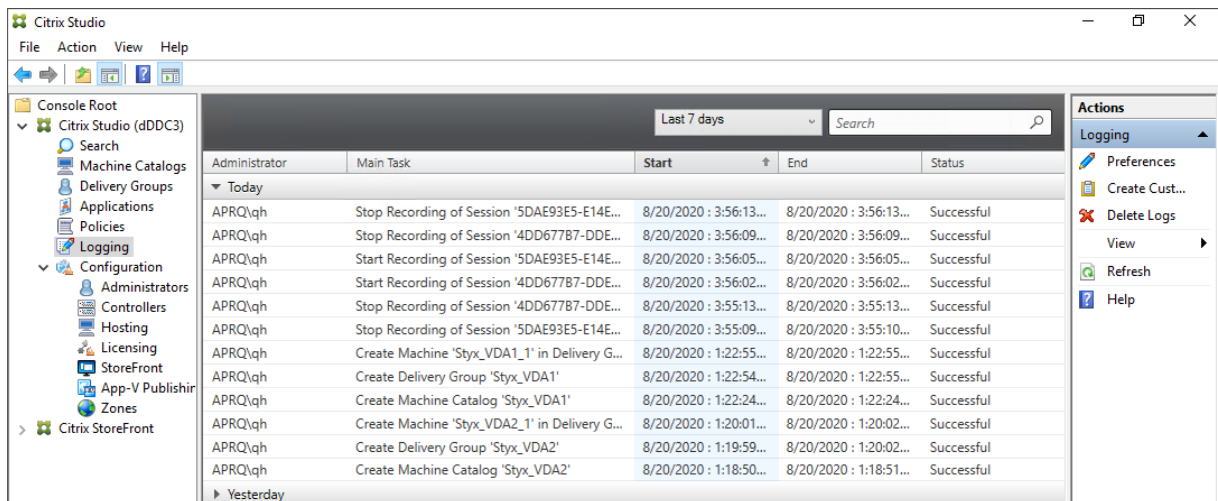 Citrix Studio
File Action View Help
Console Root
Citrix Studio (dDDC3)
Search
Machine Catalogs
Delivery Groups
Applications
Policies
Logging
Configuration
Administrators
Controllers
Hosting
Licensing
StoreFront
App-V Publishin
Zones
Citrix StoreFront
Last 7 days Search
Administrator Main Task Start End Status
Today
APRQ\qh Stop Recording of Session '5DAE93E5-E14E... 8/20/2020 : 3:56:13... 8/20/2020 : 3:56:13... Successful
APRQ\qh Stop Recording of Session '4DD677B7-DDE... 8/20/2020 : 3:56:09... 8/20/2020 : 3:56:09... Successful
APRQ\qh Start Recording of Session '5DAE93E5-E14E... 8/20/2020 : 3:56:05... 8/20/2020 : 3:56:05... Successful
APRQ\qh Start Recording of Session '4DD677B7-DDE... 8/20/2020 : 3:56:02... 8/20/2020 : 3:56:02... Successful
APRQ\qh Stop Recording of Session '4DD677B7-DDE... 8/20/2020 : 3:55:13... 8/20/2020 : 3:55:13... Successful
APRQ\qh Stop Recording of Session '5DAE93E5-E14E... 8/20/2020 : 3:55:09... 8/20/2020 : 3:55:10... Successful
APRQ\qh Create Machine 'Styx_VDA1_1' in Delivery G... 8/20/2020 : 1:22:55... 8/20/2020 : 1:22:55... Successful
APRQ\qh Create Delivery Group 'Styx_VDA1' 8/20/2020 : 1:22:54... 8/20/2020 : 1:22:55... Successful
APRQ\qh Create Machine Catalog 'Styx_VDA1' 8/20/2020 : 1:22:24... 8/20/2020 : 1:22:24... Successful
APRQ\qh Create Machine 'Styx_VDA2_1' in Delivery G... 8/20/2020 : 1:20:01... 8/20/2020 : 1:20:02... Successful
APRQ\qh Create Delivery Group 'Styx_VDA2' 8/20/2020 : 1:19:59... 8/20/2020 : 1:20:02... Successful
APRQ\qh Create Machine Catalog 'Styx_VDA2' 8/20/2020 : 1:18:50... 8/20/2020 : 1:18:51... Successful
Yesterday
Actions
Logging
Preferences
Create Cust...
Delete Logs
View
Refresh
Help